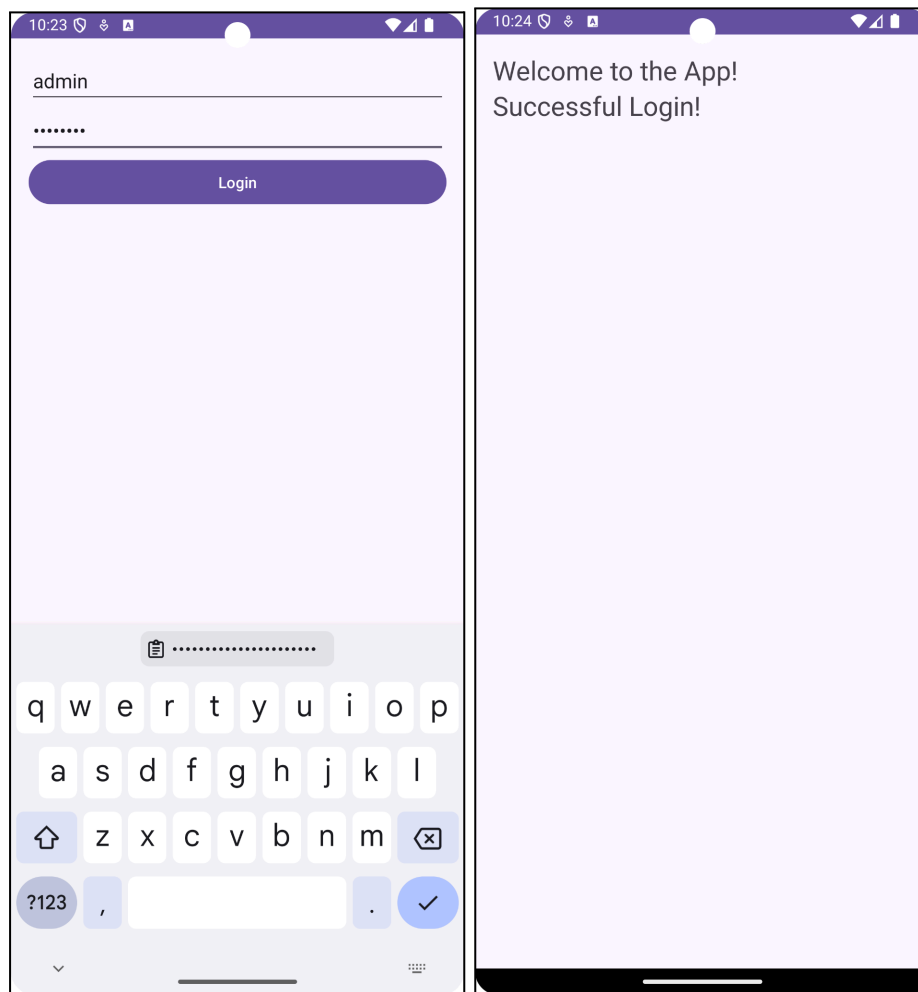 10:23
admin
••••••••
Login
••••••••••••••••••••••
q w e r t y u i o p
a s d f g h j k l
z x c v b n m
?123 , .
10:24
Welcome to the App!
Successful Login!